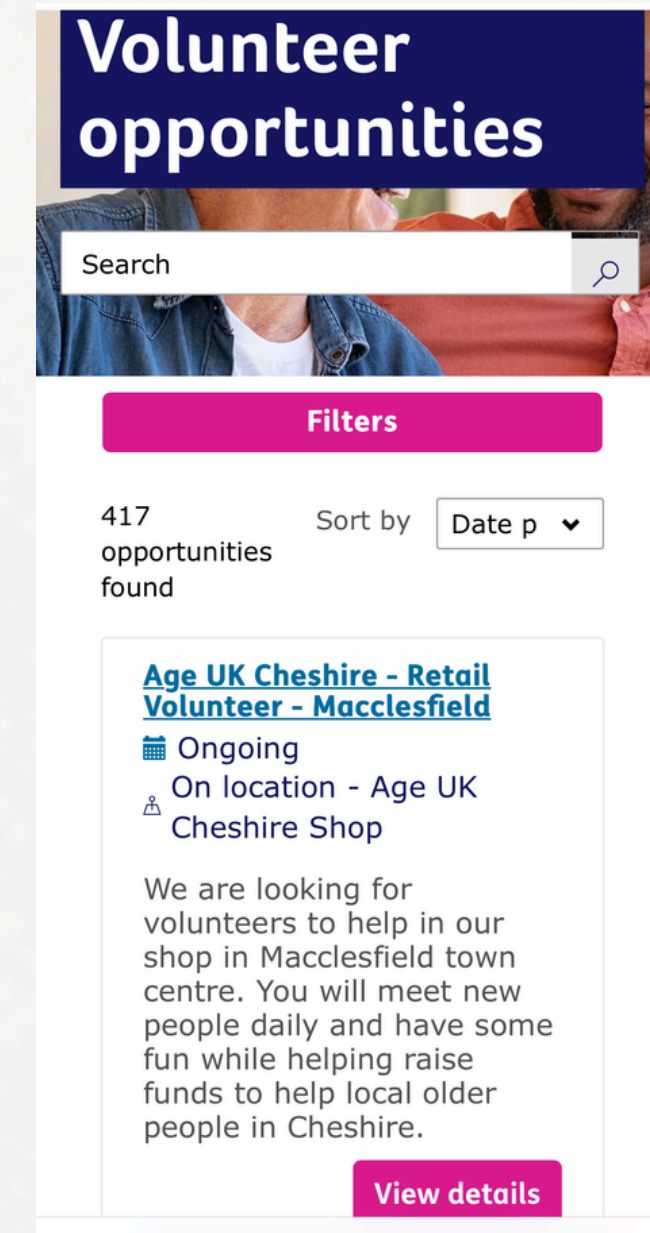 Volunteer
opportunities
Search
Filters
417
opportunities
found
Sort by
Date p
Age UK Cheshire - Retail
Volunteer - Macclesfield
Ongoing
On location - Age UK
Cheshire Shop
We are looking for
volunteers to help in our
shop in Macclesfield town
centre. You will meet new
people daily and have some
fun while helping raise
funds to help local older
people in Cheshire.
View details